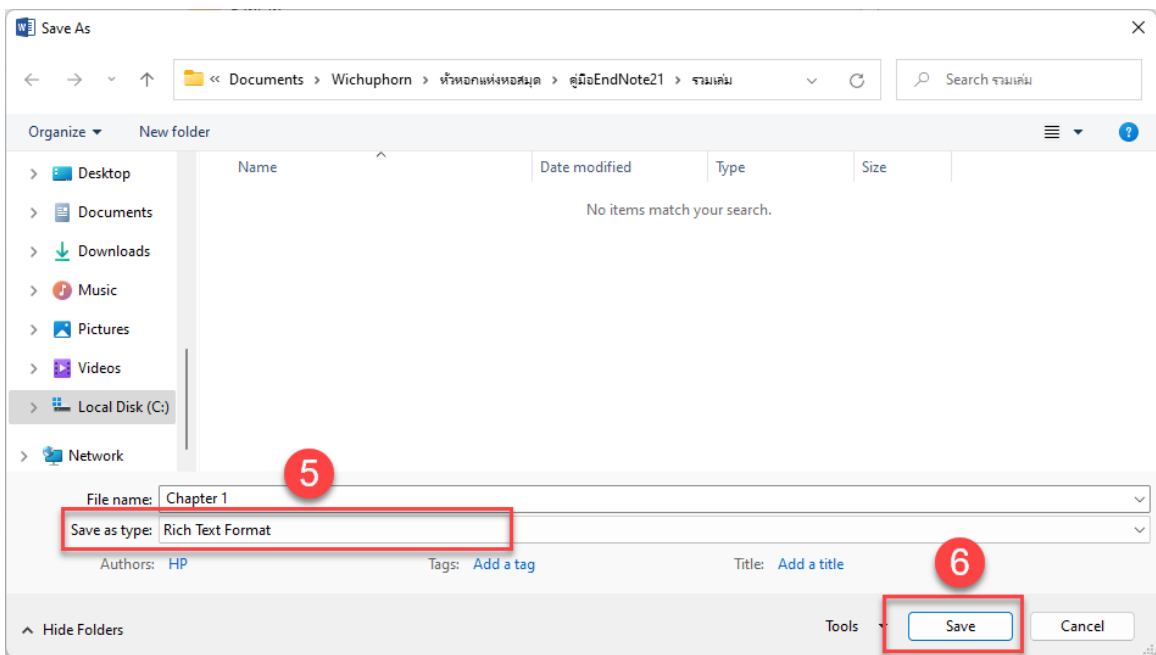 Save As
« Documents > Wichuphorn > หัวหอกแห่งหอสมุด > คู่มือEndNote21 > รวมเล่ม
Search รวมเล่ม
Organize New folder
Name Date modified Type Size
Desktop
No items match your search.
Documents
Downloads
Music
Pictures
Videos
Local Disk (C:)
Network
5
File name: Chapter 1
Save as type: Rich Text Format
Authors: HP Tags: Add a tag Title: Add a title
6
Hide Folders Tools Save Cancel